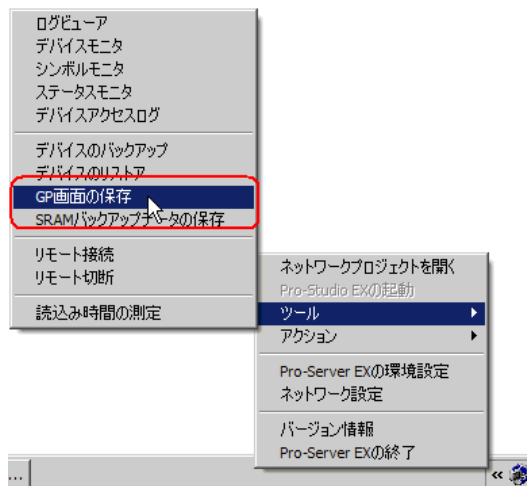 ログビューア
デバイスモニタ
シンボルモニタ
ステータスモニタ
デバイスアクセスログ
デバイスのバックアップ
デバイスのリストア
GP画面の保存
SRAMバックアップデータの保存
リモート接続
リモート切断
読込み時間の測定
ネットワークプロジェクトを開く
Pro-Studio EXの起動
ツール
アクション
Pro-Server EXの環境設定
ネットワーク設定
バージョン情報
Pro-Server EXの終了
... «